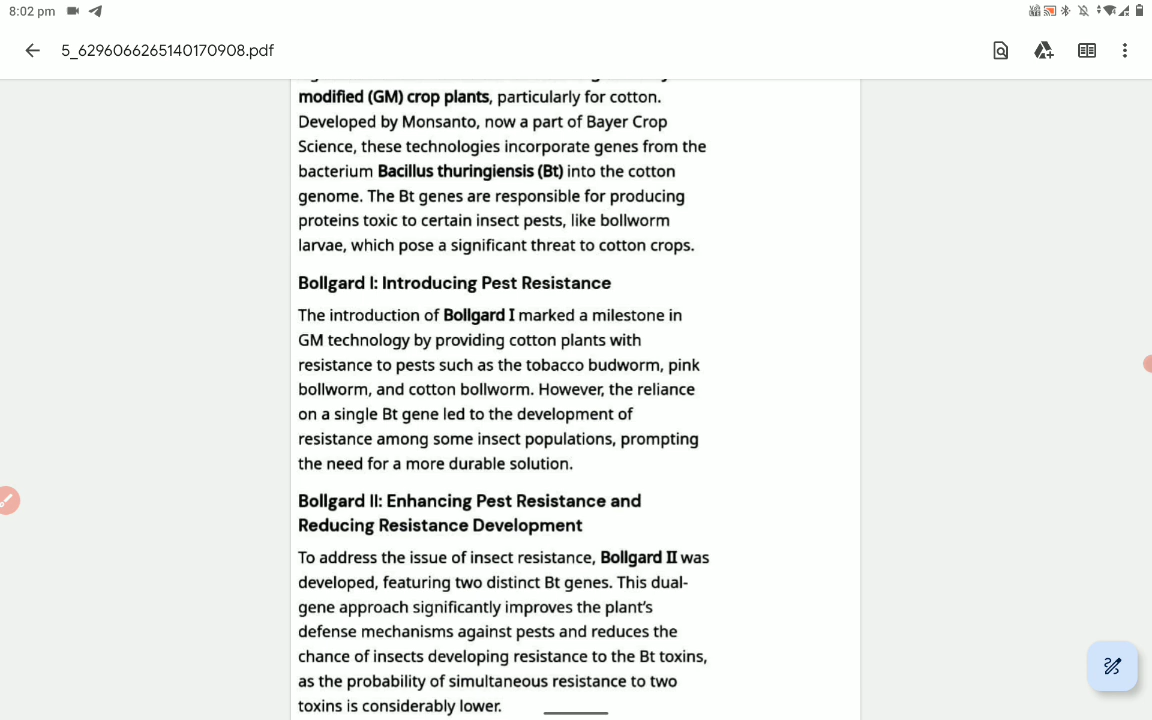 8:02 pm
5_6296066265140170908.pdf
modified (GM) crop plants, particularly for cotton.
Developed by Monsanto, now a part of Bayer Crop
Science, these technologies incorporate genes from the
bacterium Bacillus thuringiensis (Bt) into the cotton
genome. The Bt genes are responsible for producing
proteins toxic to certain insect pests, like bollworm
larvae, which pose a significant threat to cotton crops.
Bollgard I: Introducing Pest Resistance
The introduction of Bollgard I marked a milestone in
GM technology by providing cotton plants with
resistance to pests such as the tobacco budworm, pink
bollworm, and cotton bollworm. However, the reliance
on a single Bt gene led to the development of
resistance among some insect populations, prompting
the need for a more durable solution.
Bollgard II: Enhancing Pest Resistance and
Reducing Resistance Development
To address the issue of insect resistance, Bollgard II was
developed, featuring two distinct Bt genes. This dual-
gene approach significantly improves the plant's
defense mechanisms against pests and reduces the
chance of insects developing resistance to the Bt toxins,
as the probability of simultaneous resistance to two
toxins is considerably lower.